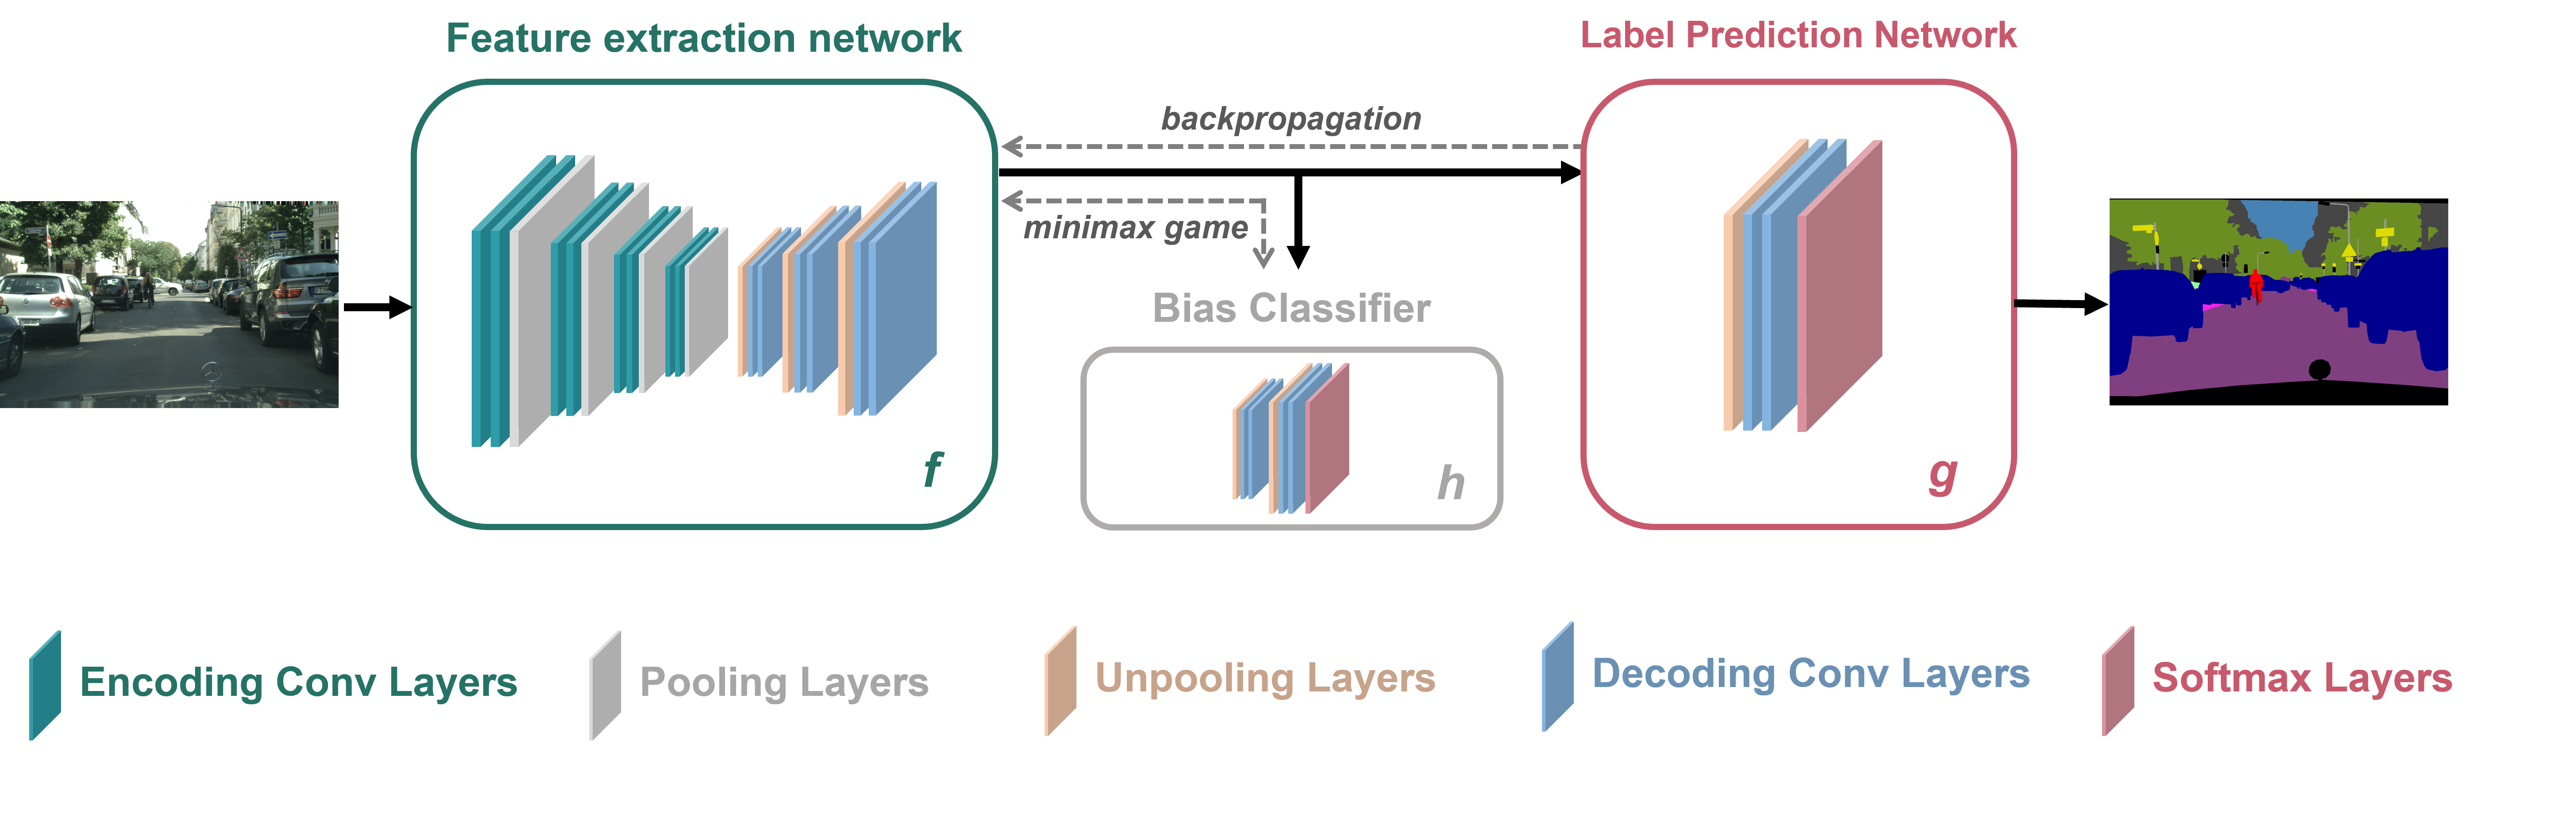 Feature extraction network
Label Prediction Network
backpropagation
minimax game
Bias Classifier
f
h
g
Encoding Conv Layers
Pooling Layers
Unpooling Layers
Decoding Conv Layers
Softmax Layers